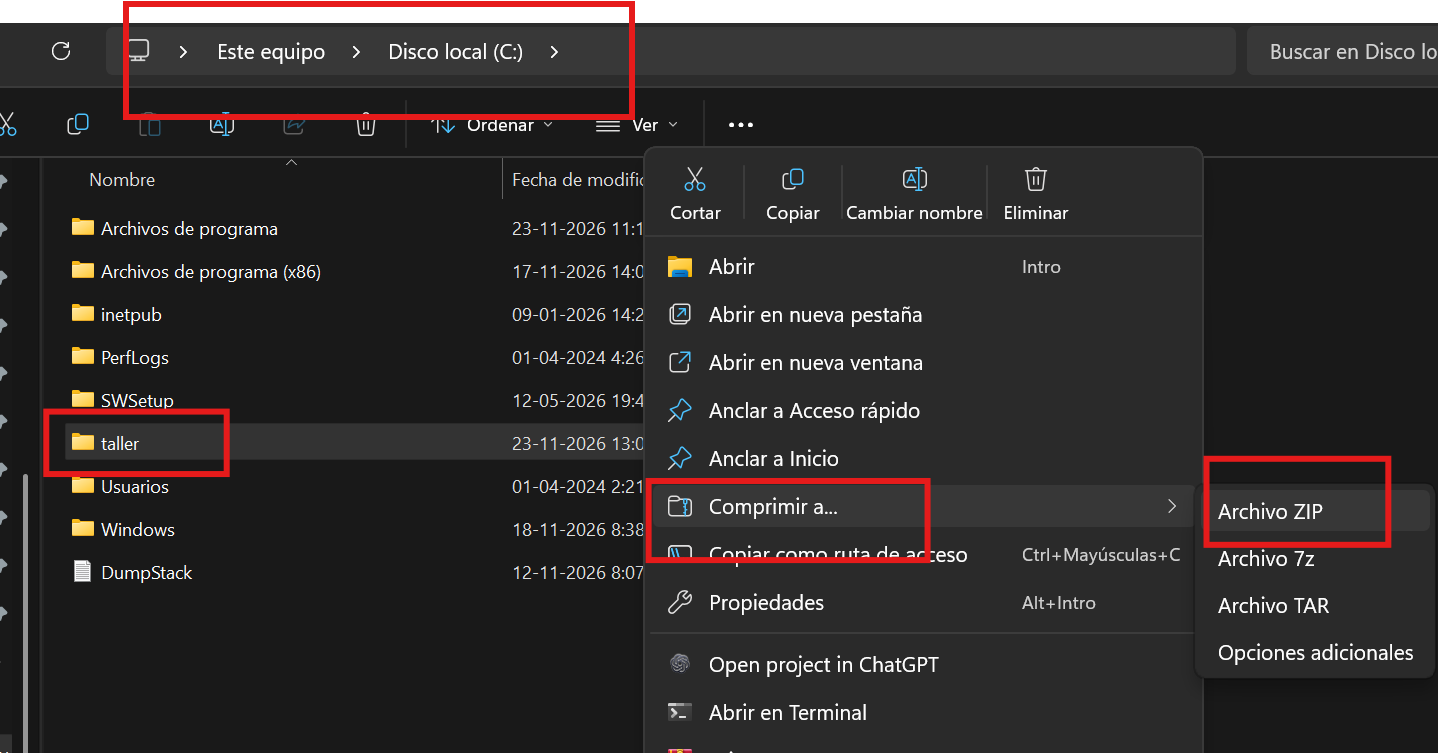 Este equipo > Disco local (C:) >
Buscar en Disco lo
Ordenar
Ver
Nombre
Fecha de modific
Archivos de programa 23-11-2026 11:1
Archivos de programa (x86) 17-11-2026 14:0
inetpub 09-01-2026 14:2
PerfLogs 01-04-2024 4:26
SWSetup 12-05-2026 19:4
taller 23-11-2026 13:0
Usuarios 01-04-2024 2:21
Windows 18-11-2026 8:38
DumpStack 12-11-2026 8:07
Cortar Copiar Cambiar nombre Eliminar
Abrir Intro
Abrir en nueva pestaña
Abrir en nueva ventana
Anclar a Acceso rápido
Anclar a Inicio
Comprimir a...
Copiar como ruta de acceso Ctrl+Mayúsculas+C
Propiedades Alt+Intro
Open project in ChatGPT
Abrir en Terminal
Archivo ZIP
Archivo 7z
Archivo TAR
Opciones adicionales